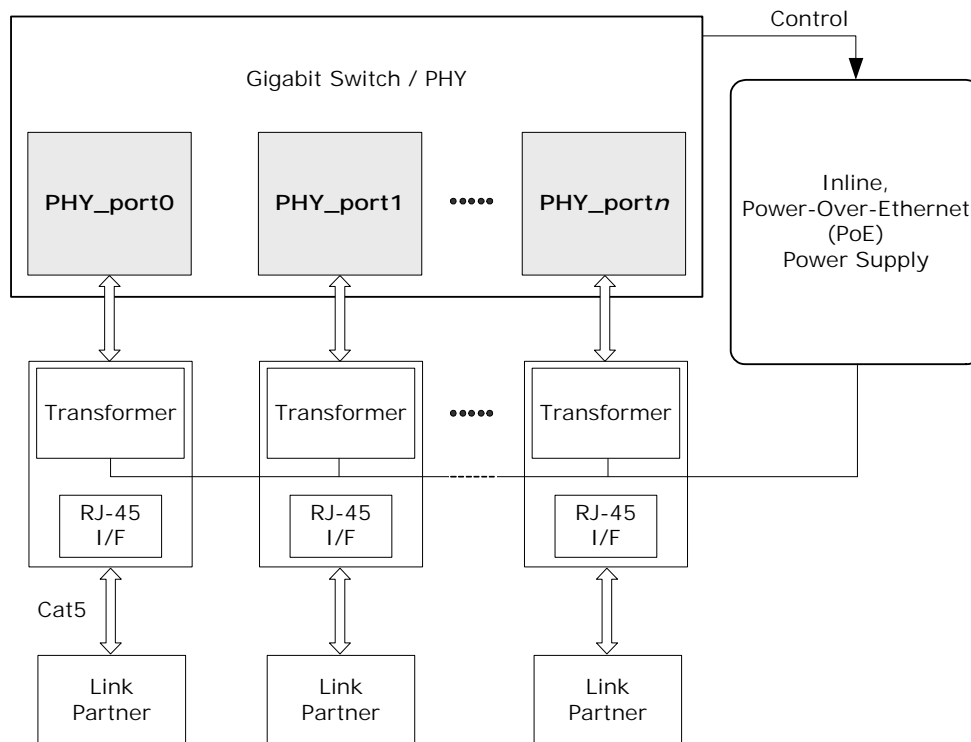 Control
Gigabit Switch / PHY
PHY_port0
PHY_port1
PHY_portn
Inline,
Power-Over-Ethernet
(PoE)
Power Supply
Transformer
Transformer
Transformer
RJ-45
I/F
RJ-45
I/F
RJ-45
I/F
Cat5
Link
Partner
Link
Partner
Link
Partner